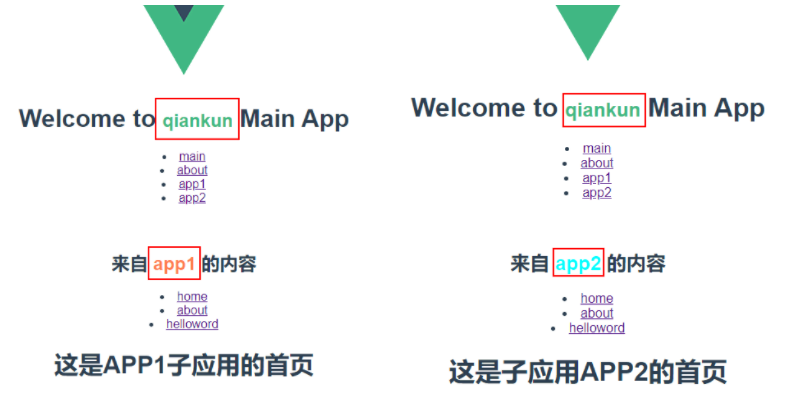 Welcome to qiankun Main App
main
about
app1
app2
来自 app1 的内容
home
about
helloword
这是APP1子应用的首页
Welcome to qiankun Main App
main
about
app1
app2
来自 app2 的内容
home
about
helloword
这是子应用APP2的首页